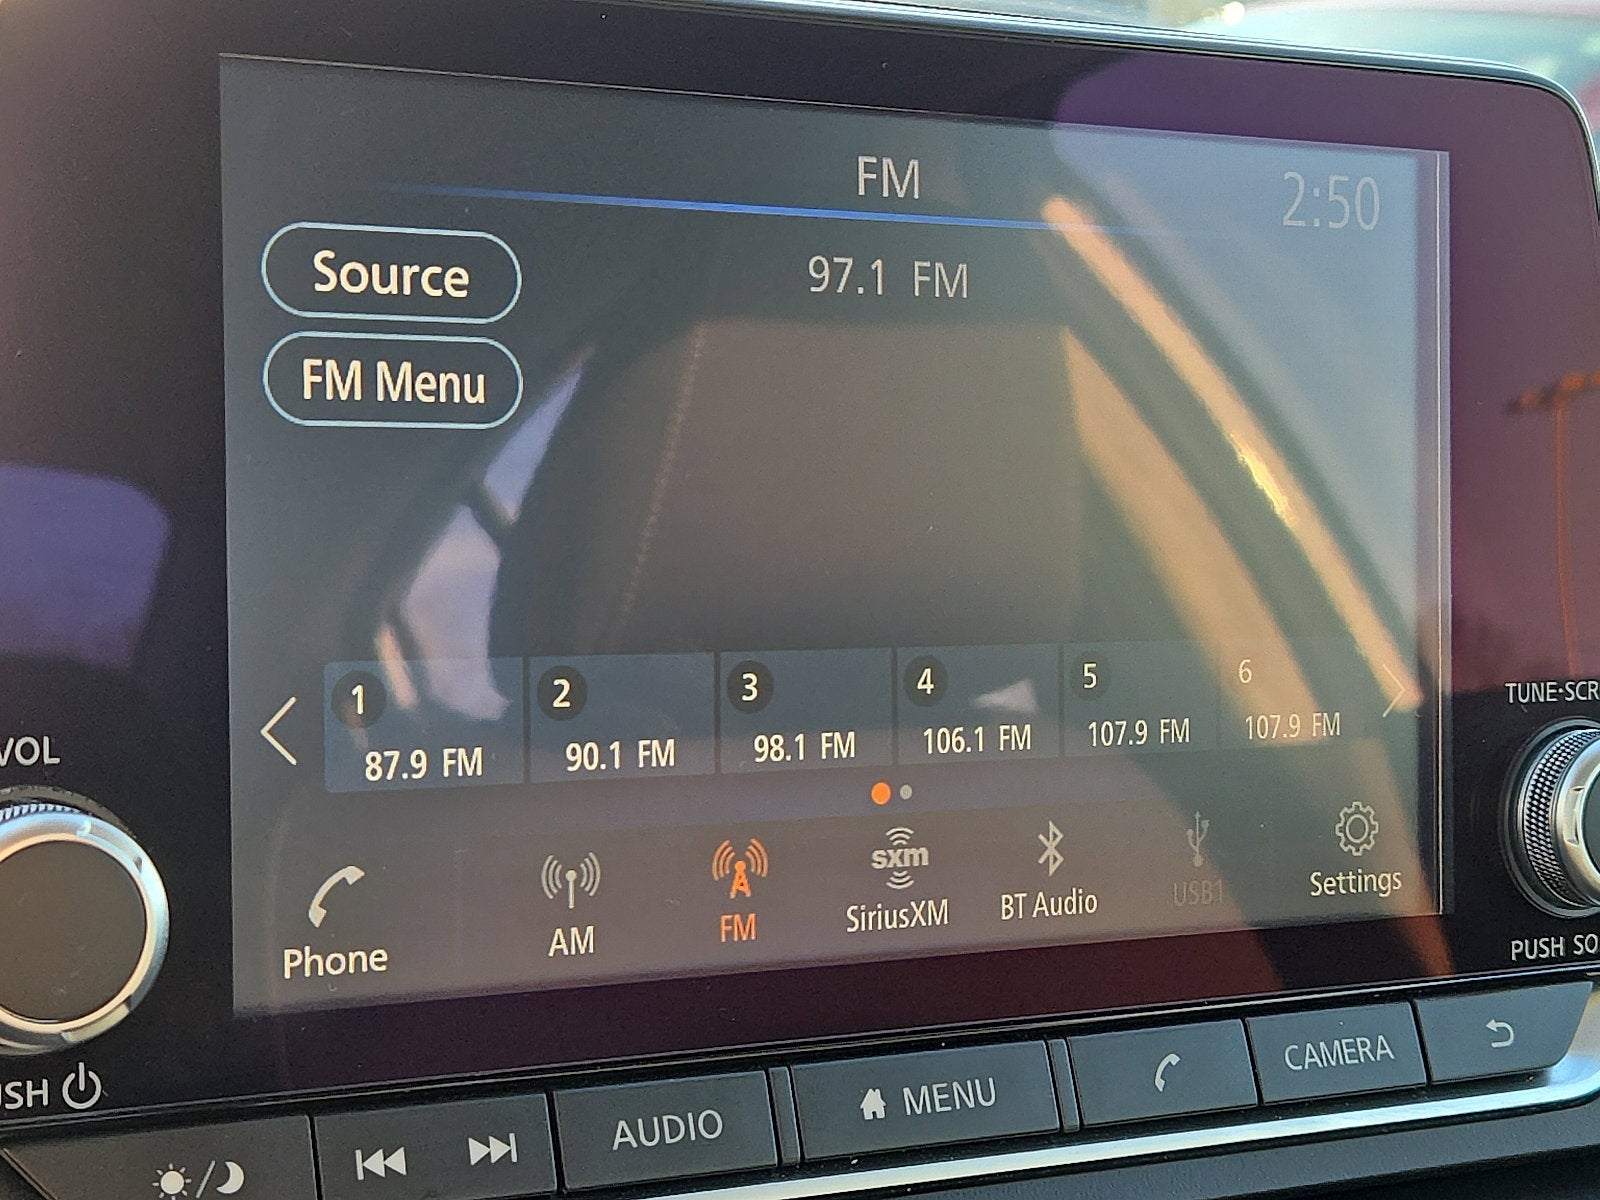 FM
2:50
Source
97.1 FM
FM Menu
1
2
3
4
5
6
87.9 FM
90.1 FM
98.1 FM
106.1 FM
107.9 FM
107.9 FM
TUNE·SCR
VOL
Phone
AM
FM
sxm
SiriusXM
BT Audio
USB1
Settings
PUSH SO
USH
AUDIO
MENU
CAMERA